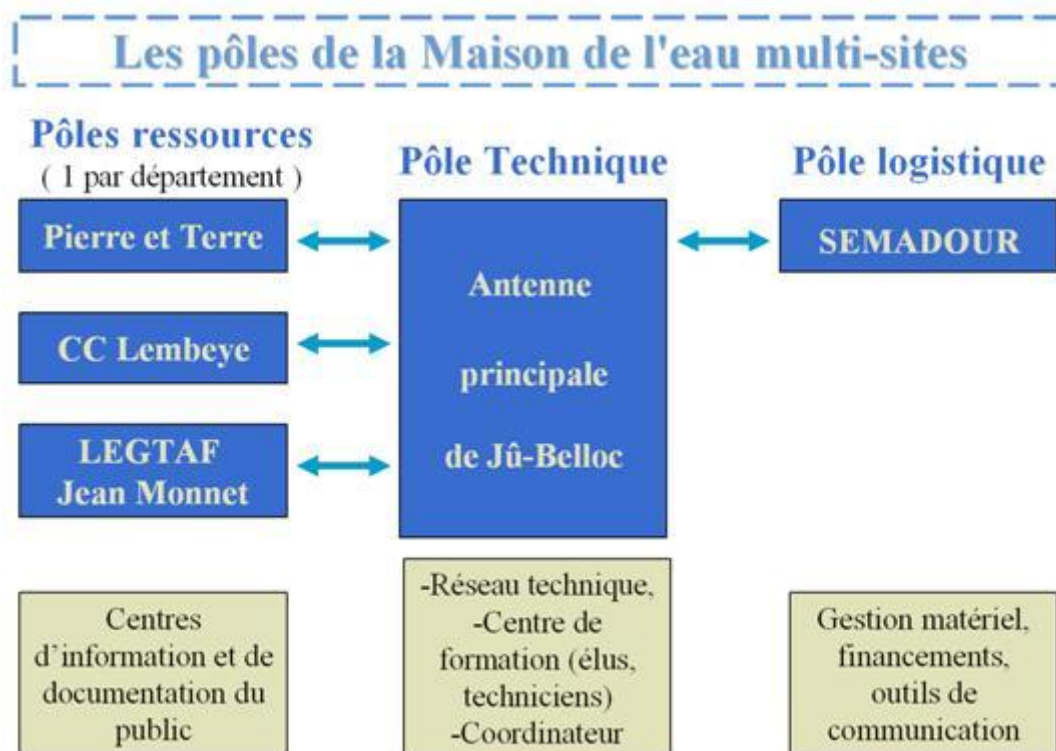 Les pôles de la Maison de l'eau multi-sites
Pôles ressources
( 1 par département )
Pierre et Terre
CC Lembeye
LEGTAF
Jean Monnet
Pôle Technique
Antenne
principale
de Jû-Belloc
Pôle logistique
SEMADOUR
Centres
d'information et de
documentation du
public
-Réseau technique,
-Centre de
formation (élus,
techniciens)
-Coordinateur
Gestion matériel,
financements,
outils de
communication